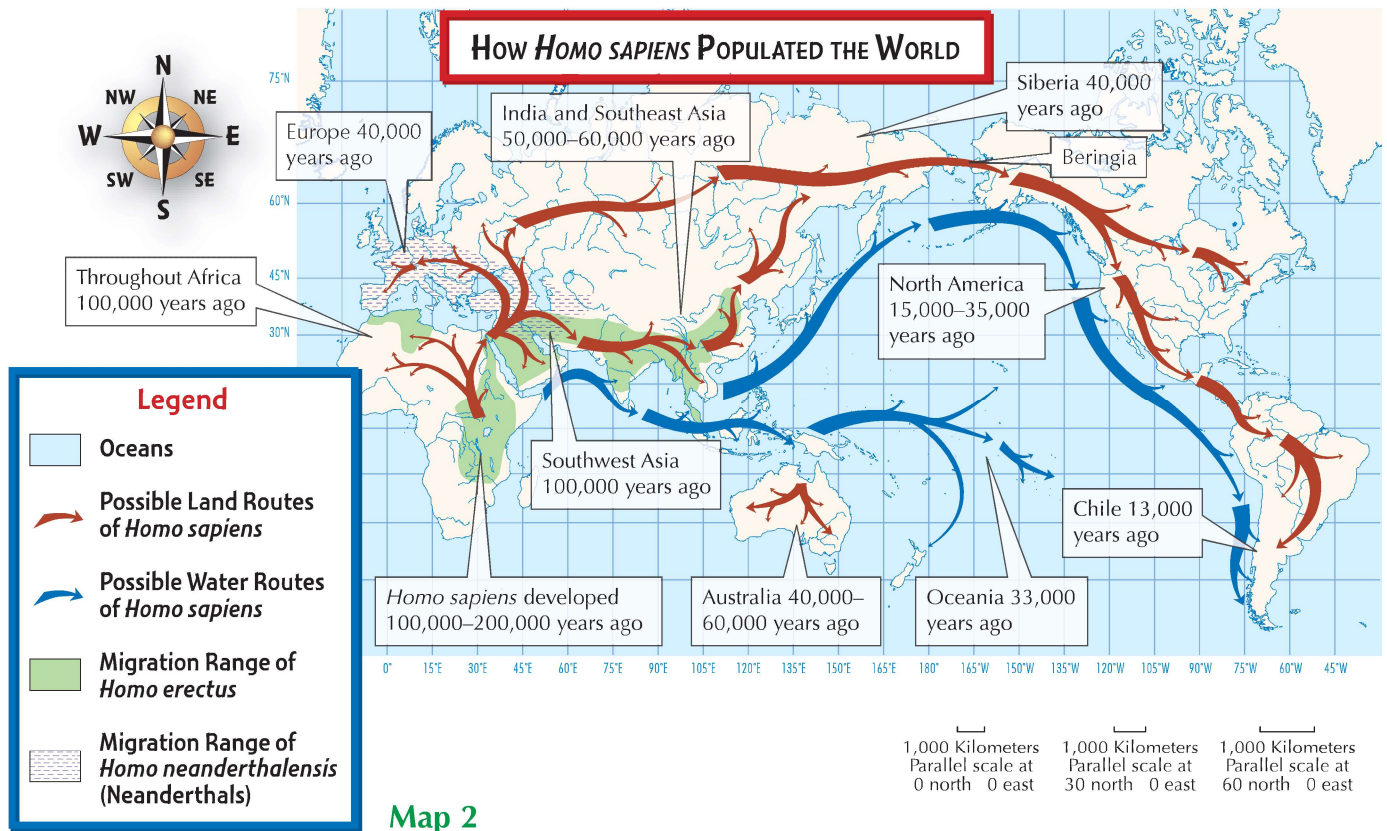 HOW HOMO SAPIENS POPULATED THE WORLD
N
NW
NE
W
E
SW
SE
S
75°N
60°N
45°N
30°N
Europe 40,000
years ago
India and Southeast Asia
50,000–60,000 years ago
Siberia 40,000
years ago
Beringia
Throughout Africa
100,000 years ago
North America
15,000–35,000
years ago
Southwest Asia
100,000 years ago
Chile 13,000
years ago
Homo sapiens developed
100,000–200,000 years ago
Australia 40,000–
60,000 years ago
Oceania 33,000
years ago
Legend
Oceans
Possible Land Routes
of Homo sapiens
Possible Water Routes
of Homo sapiens
Migration Range of
Homo erectus
Migration Range of
Homo neanderthalensis
(Neanderthals)
0° 15°E 30°E 45°E 60°E 75°E 90°E 105°E 120°E 135°E 150°E 165°E 180° 165°W 150°W 135°W 120°W 105°W 90°W 75°W 60°W 45°W
1,000 Kilometers
Parallel scale at
0 north 0 east
1,000 Kilometers
Parallel scale at
30 north 0 east
1,000 Kilometers
Parallel scale at
60 north 0 east
Map 2